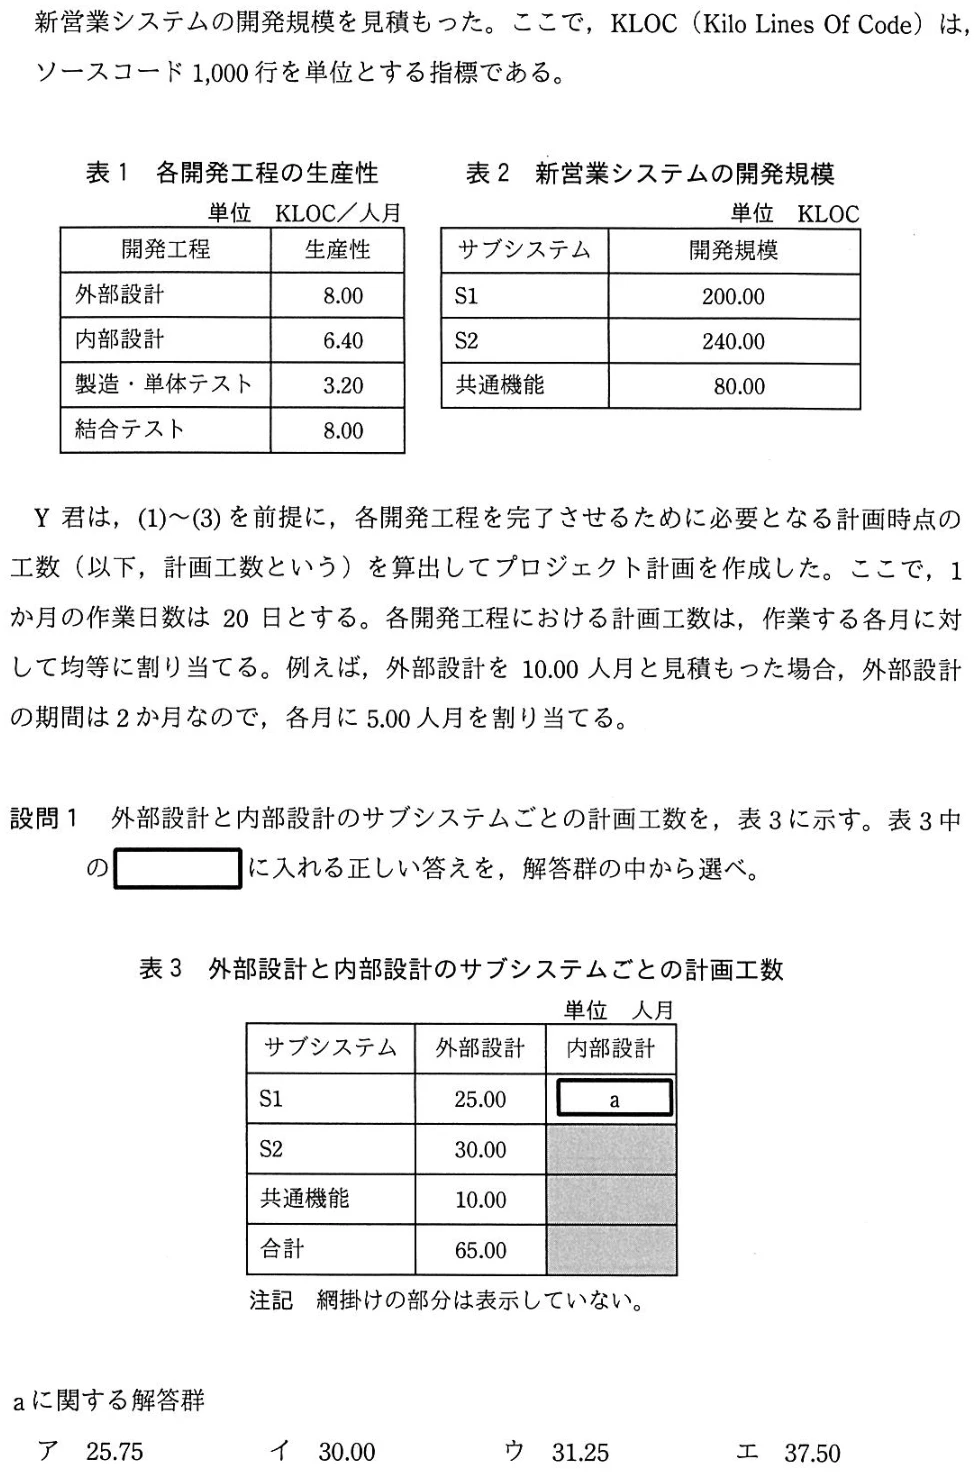 新営業システムの開発規模を見積もった。ここで，KLOC（Kilo Lines Of Code）は，
ソースコード 1,000 行を単位とする指標である。
表1　各開発工程の生産性
単位　KLOC／人月
開発工程　生産性
外部設計　8.00
内部設計　6.40
製造・単体テスト　3.20
結合テスト　8.00
表2　新営業システムの開発規模
単位　KLOC
サブシステム　開発規模
S1　200.00
S2　240.00
共通機能　80.00
Y 君は，(1)～(3) を前提に，各開発工程を完了させるために必要となる計画時点の
工数（以下，計画工数という）を算出してプロジェクト計画を作成した。ここで，1
か月の作業日数は 20 日とする。各開発工程における計画工数は，作業する各月に対
して均等に割り当てる。例えば，外部設計を 10.00 人月と見積もった場合，外部設計
の期間は 2 か月なので，各月に 5.00 人月を割り当てる。
設問1　外部設計と内部設計のサブシステムごとの計画工数を，表 3 に示す。表 3 中
の　　　に入れる正しい答えを，解答群の中から選べ。
表3　外部設計と内部設計のサブシステムごとの計画工数
単位　人月
サブシステム　外部設計　内部設計
S1　25.00　a
S2　30.00
共通機能　10.00
合計　65.00
注記　網掛けの部分は表示していない。
a に関する解答群
ア　25.75　イ　30.00　ウ　31.25　エ　37.50